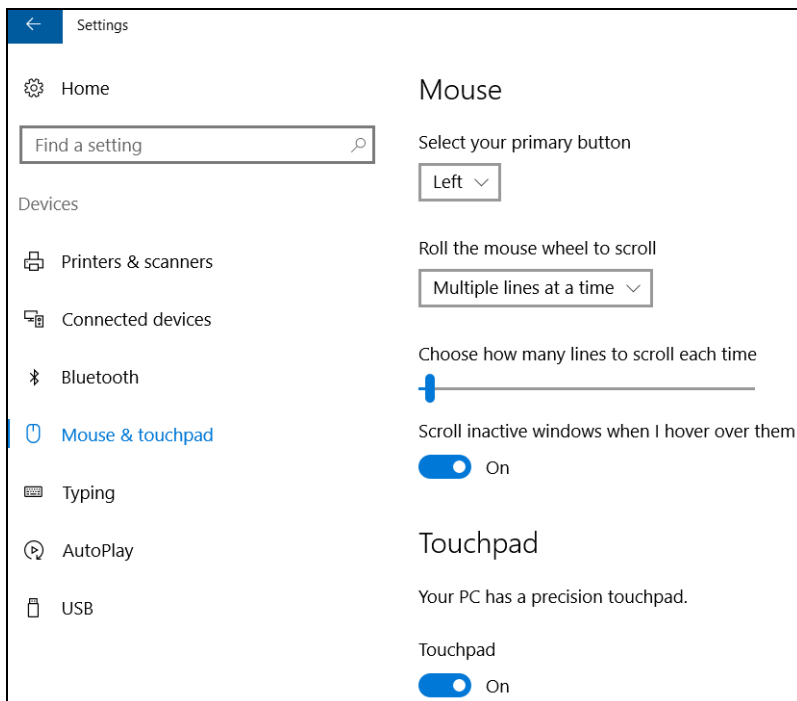 Settings
Home
Find a setting
Devices
Printers & scanners
Connected devices
Bluetooth
Mouse & touchpad
Typing
AutoPlay
USB
Mouse
Select your primary button
Left
Roll the mouse wheel to scroll
Multiple lines at a time
Choose how many lines to scroll each time
Scroll inactive windows when I hover over them
On
Touchpad
Your PC has a precision touchpad.
Touchpad
On